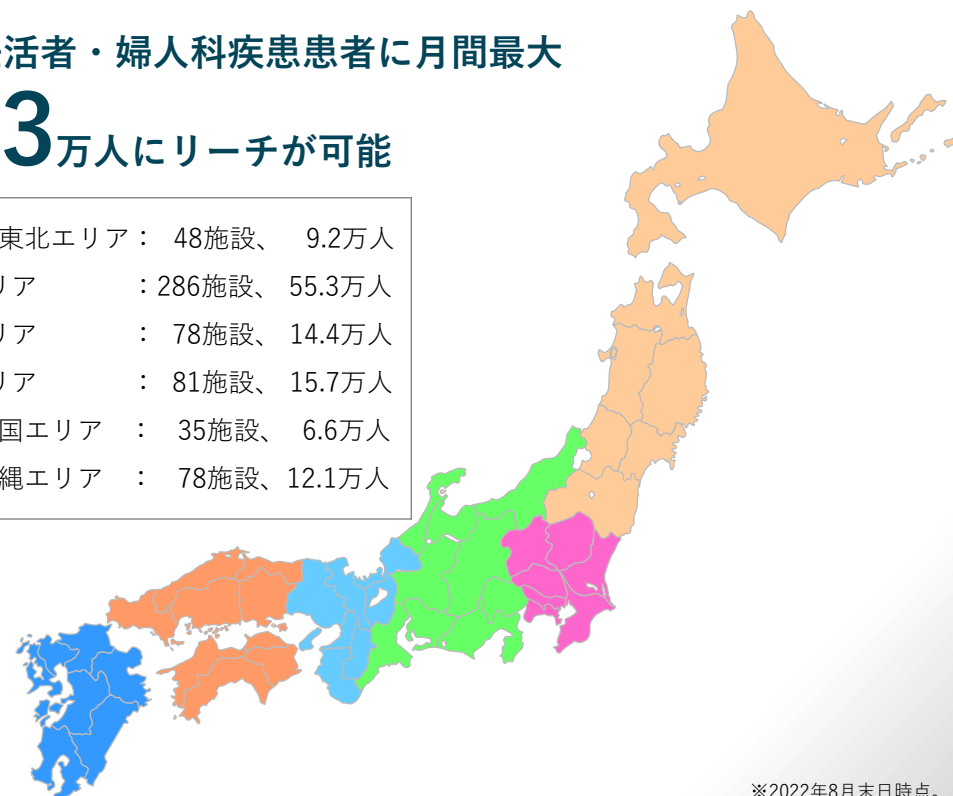 活者・婦人科疾患患者に月間最大
3万人にリーチが可能
東北エリア： 48施設、 9.2万人
リア ：286施設、 55.3万人
リア ： 78施設、 14.4万人
リア ： 81施設、 15.7万人
国エリア ： 35施設、 6.6万人
縄エリア ： 78施設、12.1万人
※2022年8月末日時点。